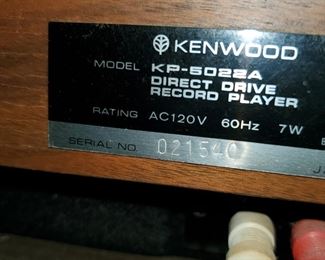 KENWOOD
MODEL KP-5022A
DIRECT DRIVE
RECORD PLAYER
RATING AC120V 60Hz 7W
SERIAL NO. 021540